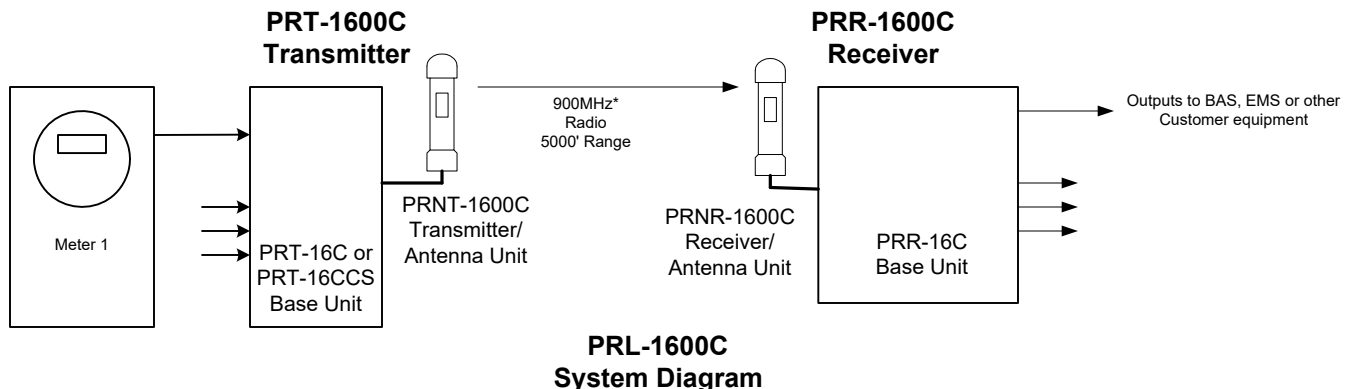 PRT-1600C
Transmitter
PRR-1600C
Receiver
900MHz*
Radio
5000' Range
Outputs to BAS, EMS or other
Customer equipment
Meter 1
PRT-16C or
PRT-16CCS
Base Unit
PRNT-1600C
Transmitter/
Antenna Unit
PRNR-1600C
Receiver/
Antenna Unit
PRR-16C
Base Unit
PRL-1600C
System Diagram